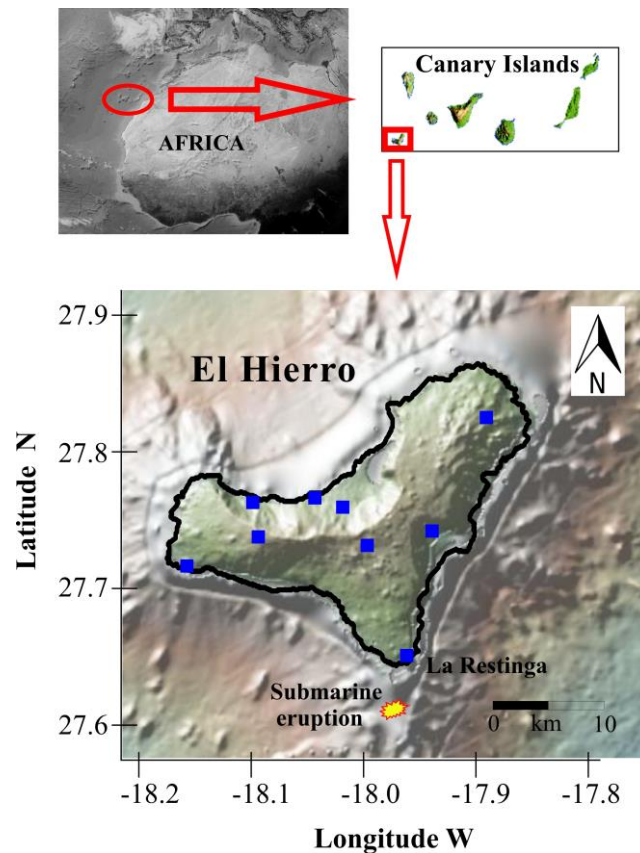 Canary Islands
AFRICA
27.9
El Hierro
N
27.8
Latitude N
27.7
La Restinga
Submarine
eruption
27.6
0 km 10
-18.2 -18.1 -18.0 -17.9 -17.8
Longitude W